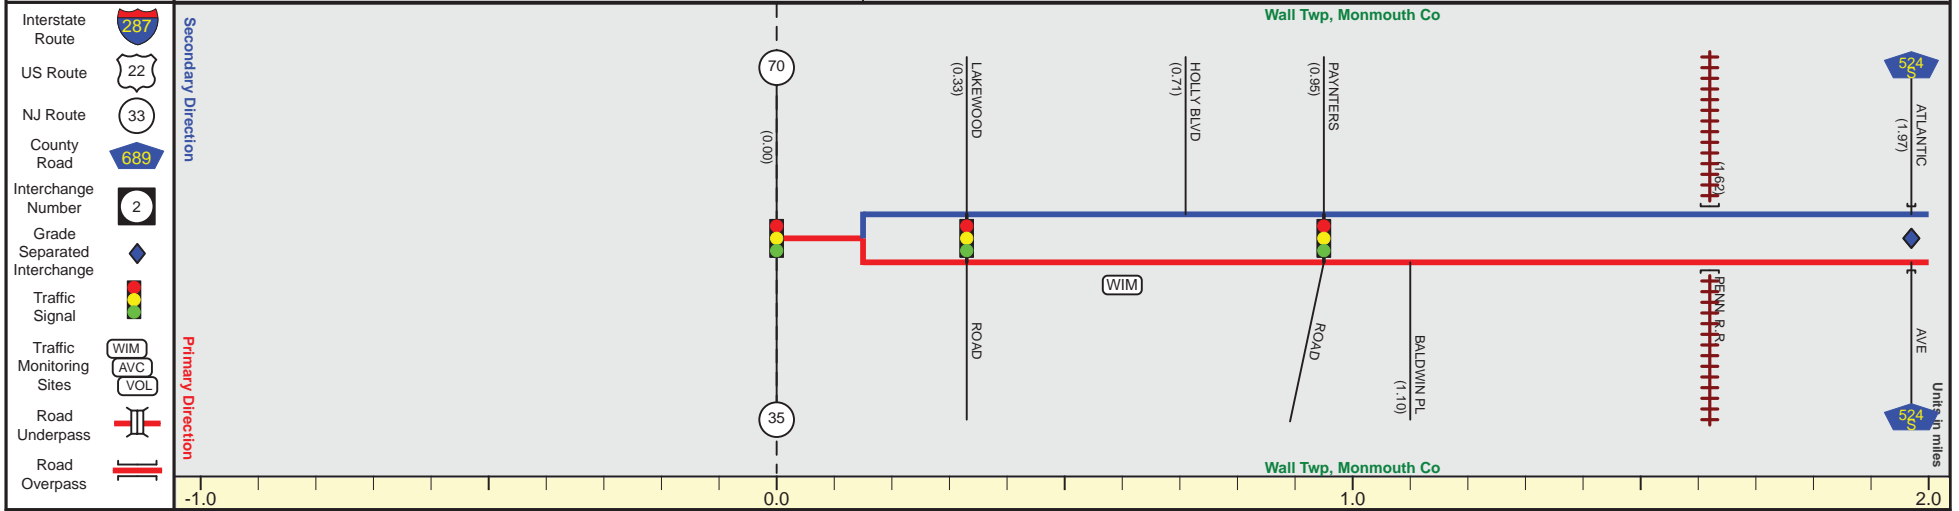 Interstate
Route
287
US Route
22
NJ Route
33
County
Road
689
Interchange
Number
2
Grade
Separated
Interchange
Traffic
Signal
Traffic
Monitoring
Sites
WIM
AVC
VOL
Road
Underpass
Road
Overpass
Secondary Direction
Primary Direction
Wall Twp, Monmouth Co
70
(0.00)
35
LAKEWOOD
(0.33)
ROAD
HOLLY BLVD
(0.71)
PAYNTERS
(0.95)
ROAD
WIM
BALDWIN PL
(1.10)
(1.62)
PENN. R.R
524
S
ATLANTIC
(1.97)
AVE
524
S
Units in miles
Wall Twp, Monmouth Co
-1.0
0.0
1.0
2.0